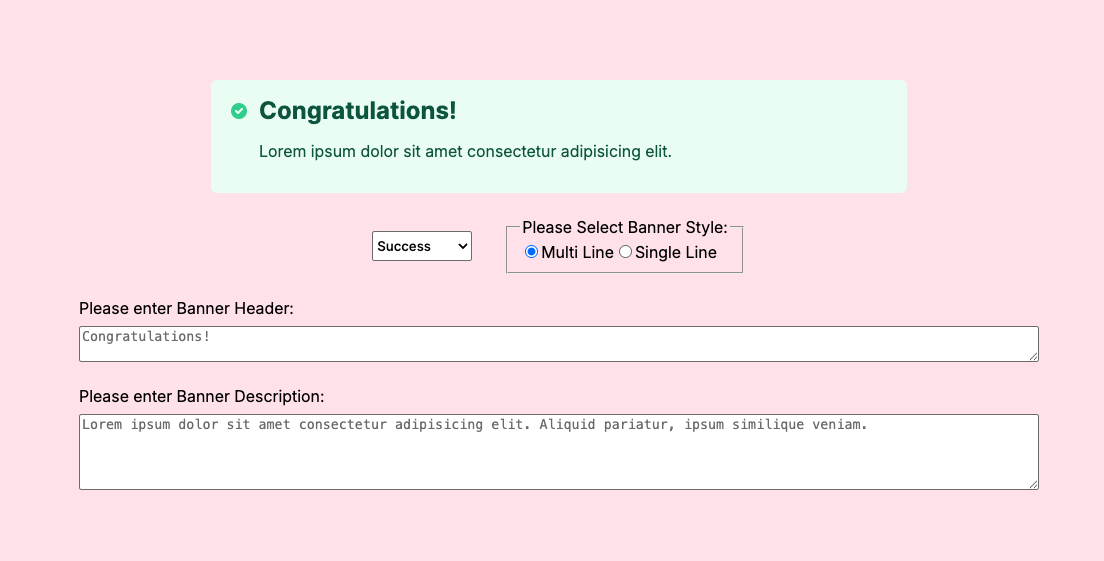 Congratulations!
Lorem ipsum dolor sit amet consectetur adipisicing elit.
Success
Please Select Banner Style:
Multi Line Single Line
Please enter Banner Header:
Congratulations!
Please enter Banner Description:
Lorem ipsum dolor sit amet consectetur adipisicing elit. Aliquid pariatur, ipsum similique veniam.